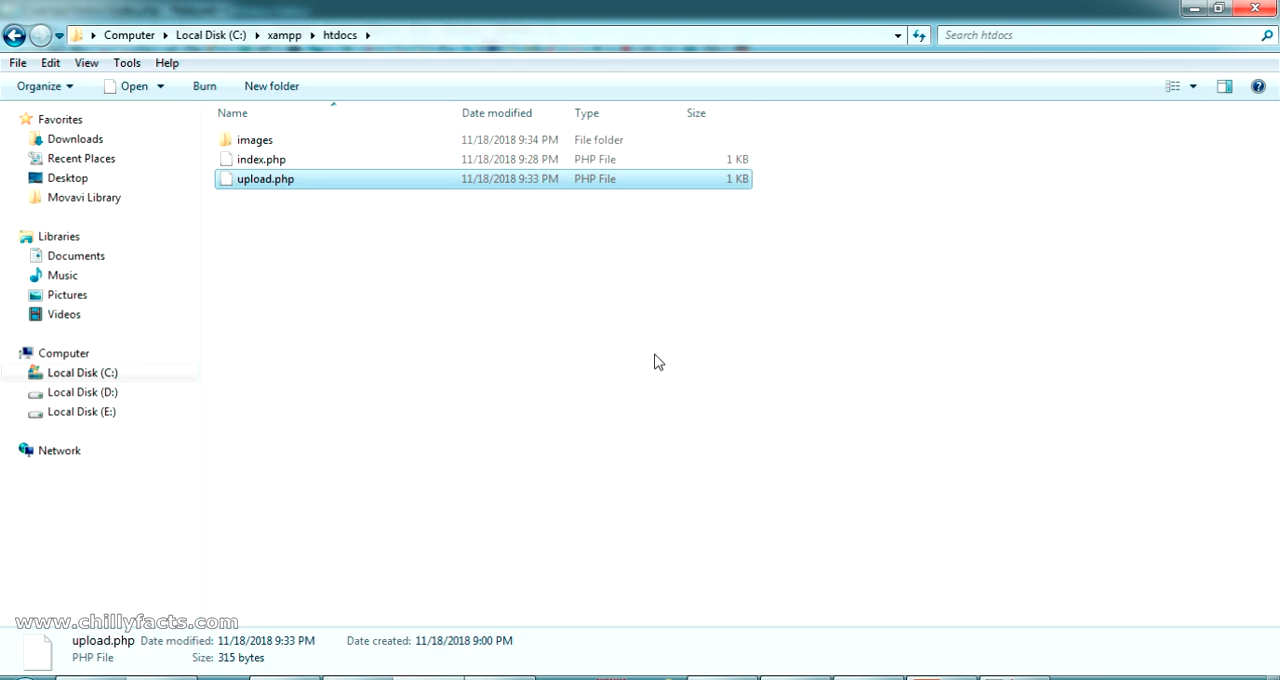 Computer Local Disk (C:) xampp htdocs Search htdocs
File Edit View Tools Help
Organize Open Burn New folder
Name Date modified Type Size
Favorites
Downloads
Recent Places
Desktop
Movavi Library
Libraries
Documents
Music
Pictures
Videos
Computer
Local Disk (C:)
Local Disk (D:)
Local Disk (E:)
Network
images 11/18/2018 9:34 PM File folder
index.php 11/18/2018 9:28 PM PHP File 1 KB
upload.php 11/18/2018 9:33 PM PHP File 1 KB
www.chillyfacts.com
upload.php Date modified: 11/18/2018 9:33 PM Date created: 11/18/2018 9:00 PM
PHP File Size: 315 bytes